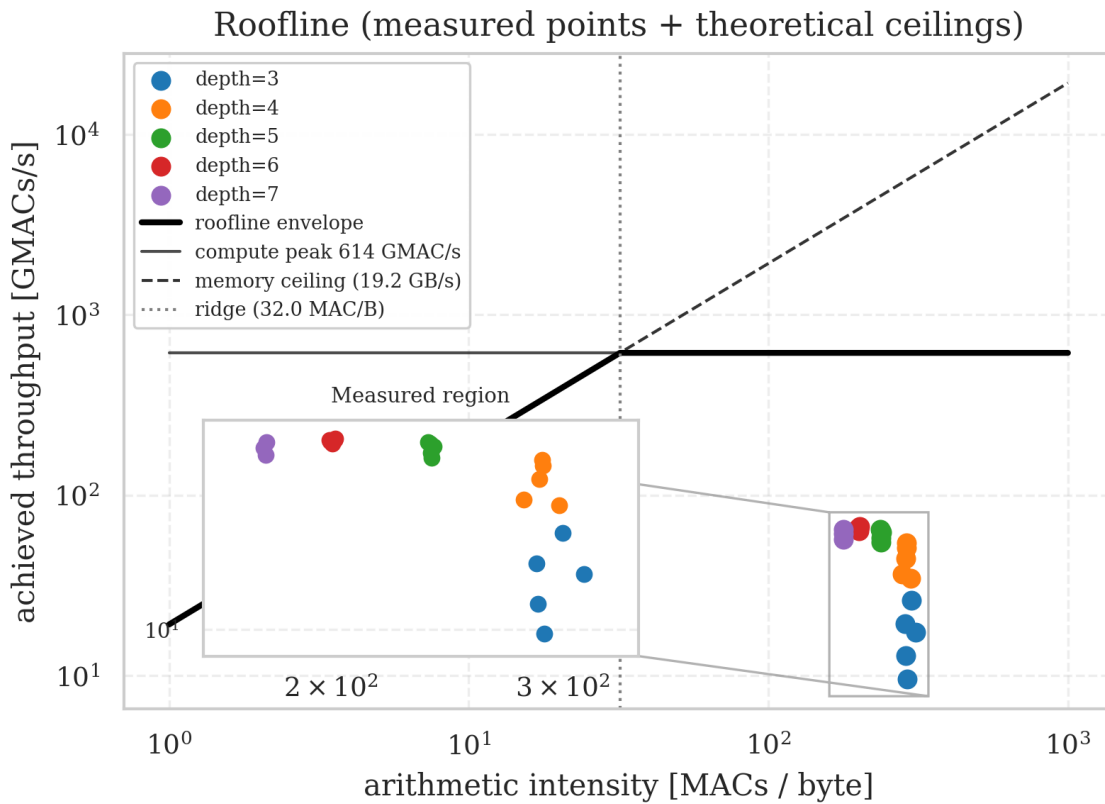 Roofline (measured points + theoretical ceilings)
achieved throughput [GMACs/s]
10⁴
10³
10²
10¹
depth=3
depth=4
depth=5
depth=6
depth=7
roofline envelope
compute peak 614 GMAC/s
memory ceiling (19.2 GB/s)
ridge (32.0 MAC/B)
Measured region
10¹
2 × 10²
3 × 10²
10⁰
10¹
10²
10³
arithmetic intensity [MACs / byte]